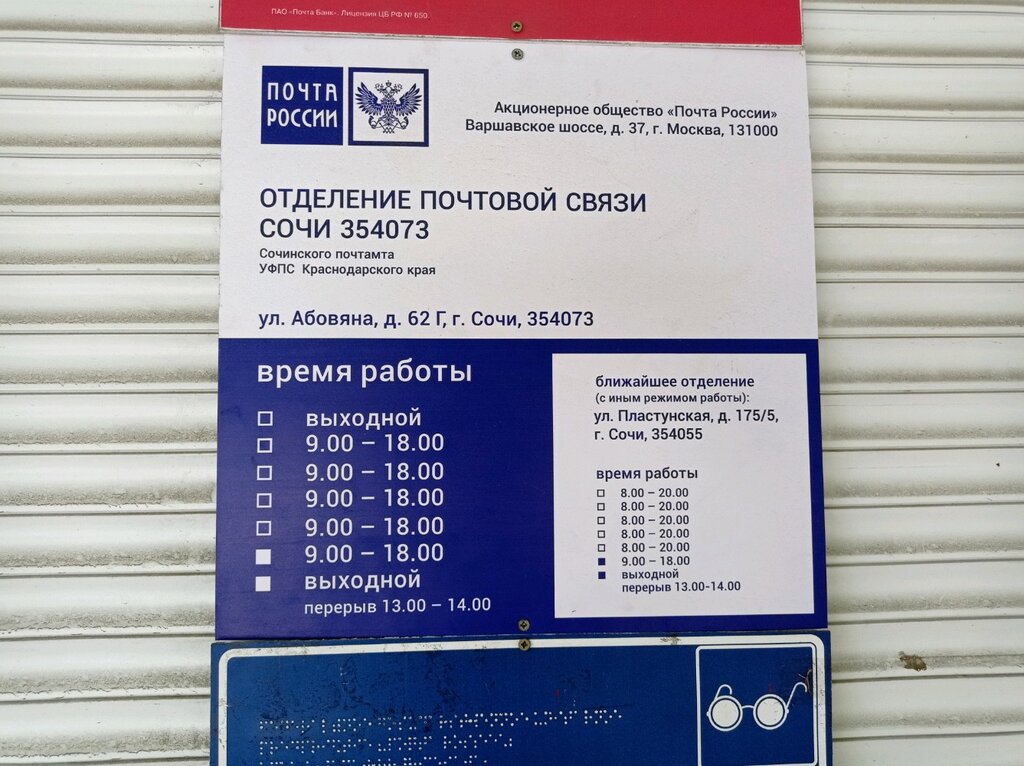 ПАО «Почта Банк». Лицензия ЦБ РФ № 650.
ПОЧТА
РОССИИ
Акционерное общество «Почта России»
Варшавское шоссе, д. 37, г. Москва, 131000
ОТДЕЛЕНИЕ ПОЧТОВОЙ СВЯЗИ
СОЧИ 354073
Сочинского почтамта
УФПС Краснодарского края
ул. Абовяна, д. 62 Г, г. Сочи, 354073
время работы
выходной
9.00 – 18.00
9.00 – 18.00
9.00 – 18.00
9.00 – 18.00
9.00 – 18.00
выходной
перерыв 13.00 – 14.00
ближайшее отделение
(с иным режимом работы):
ул. Пластунская, д. 175/5,
г. Сочи, 354055
время работы
8.00 – 20.00
8.00 – 20.00
8.00 – 20.00
8.00 – 20.00
8.00 – 20.00
9.00 – 18.00
выходной
перерыв 13.00-14.00